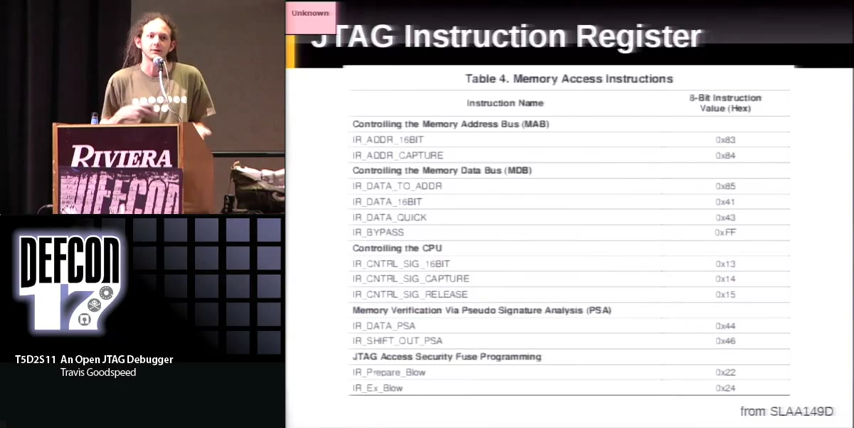 Unknown:
JTAG Instruction Register
Table 4. Memory Access Instructions
Instruction Name 8-Bit Instruction Value (Hex)
Controlling the Memory Address Bus (MAB)
IR_ADDR_16BIT 0x83
IR_ADDR_CAPTURE 0x84
Controlling the Memory Data Bus (MDB)
IR_DATA_TO_ADDR 0x85
IR_DATA_16BIT 0x41
IR_DATA_QUICK 0x43
IR_BYPASS 0xFF
Controlling the CPU
IR_CNTRL_SIG_16BIT 0x13
IR_CNTRL_SIG_CAPTURE 0x14
IR_CNTRL_SIG_RELEASE 0x15
Memory Verification Via Pseudo Signature Analysis (PSA)
IR_DATA_PSA 0x44
IR_SHIFT_OUT_PSA 0x46
JTAG Access Security Fuse Programming
IR_Prepare_Blow 0x22
IR_Ex_Blow 0x24
from SLAA149D
RIVIERA
DEFCON
DEFCON
17
T5D2S11 An Open JTAG Debugger
Travis Goodspeed